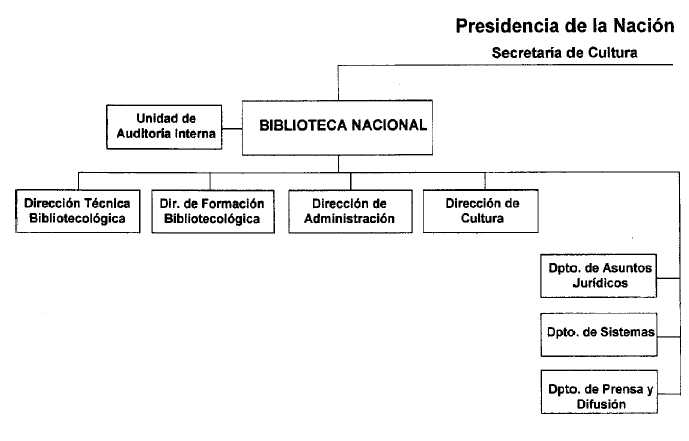 Presidencia de la Nación
Secretaría de Cultura
Unidad de
Auditoría Interna
BIBLIOTECA NACIONAL
Dirección Técnica
Bibliotecológica
Dir. de Formación
Bibliotecológica
Dirección de
Administración
Dirección de
Cultura
Dpto. de Asuntos
Jurídicos
Dpto. de Sistemas
Dpto. de Prensa y
Difusión